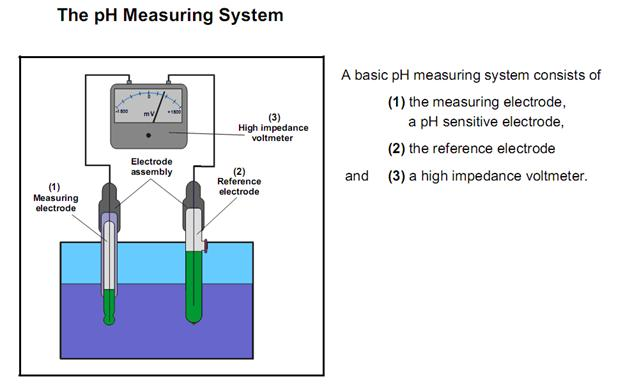 The pH Measuring System
A basic pH measuring system consists of
(1) the measuring electrode,
a pH sensitive electrode,
(2) the reference electrode
and (3) a high impedance voltmeter.
0
mV
+1500
(3)
High impedance
voltmeter
Electrode
assembly
(2)
Reference
electrode
(1)
Measuring
electrode